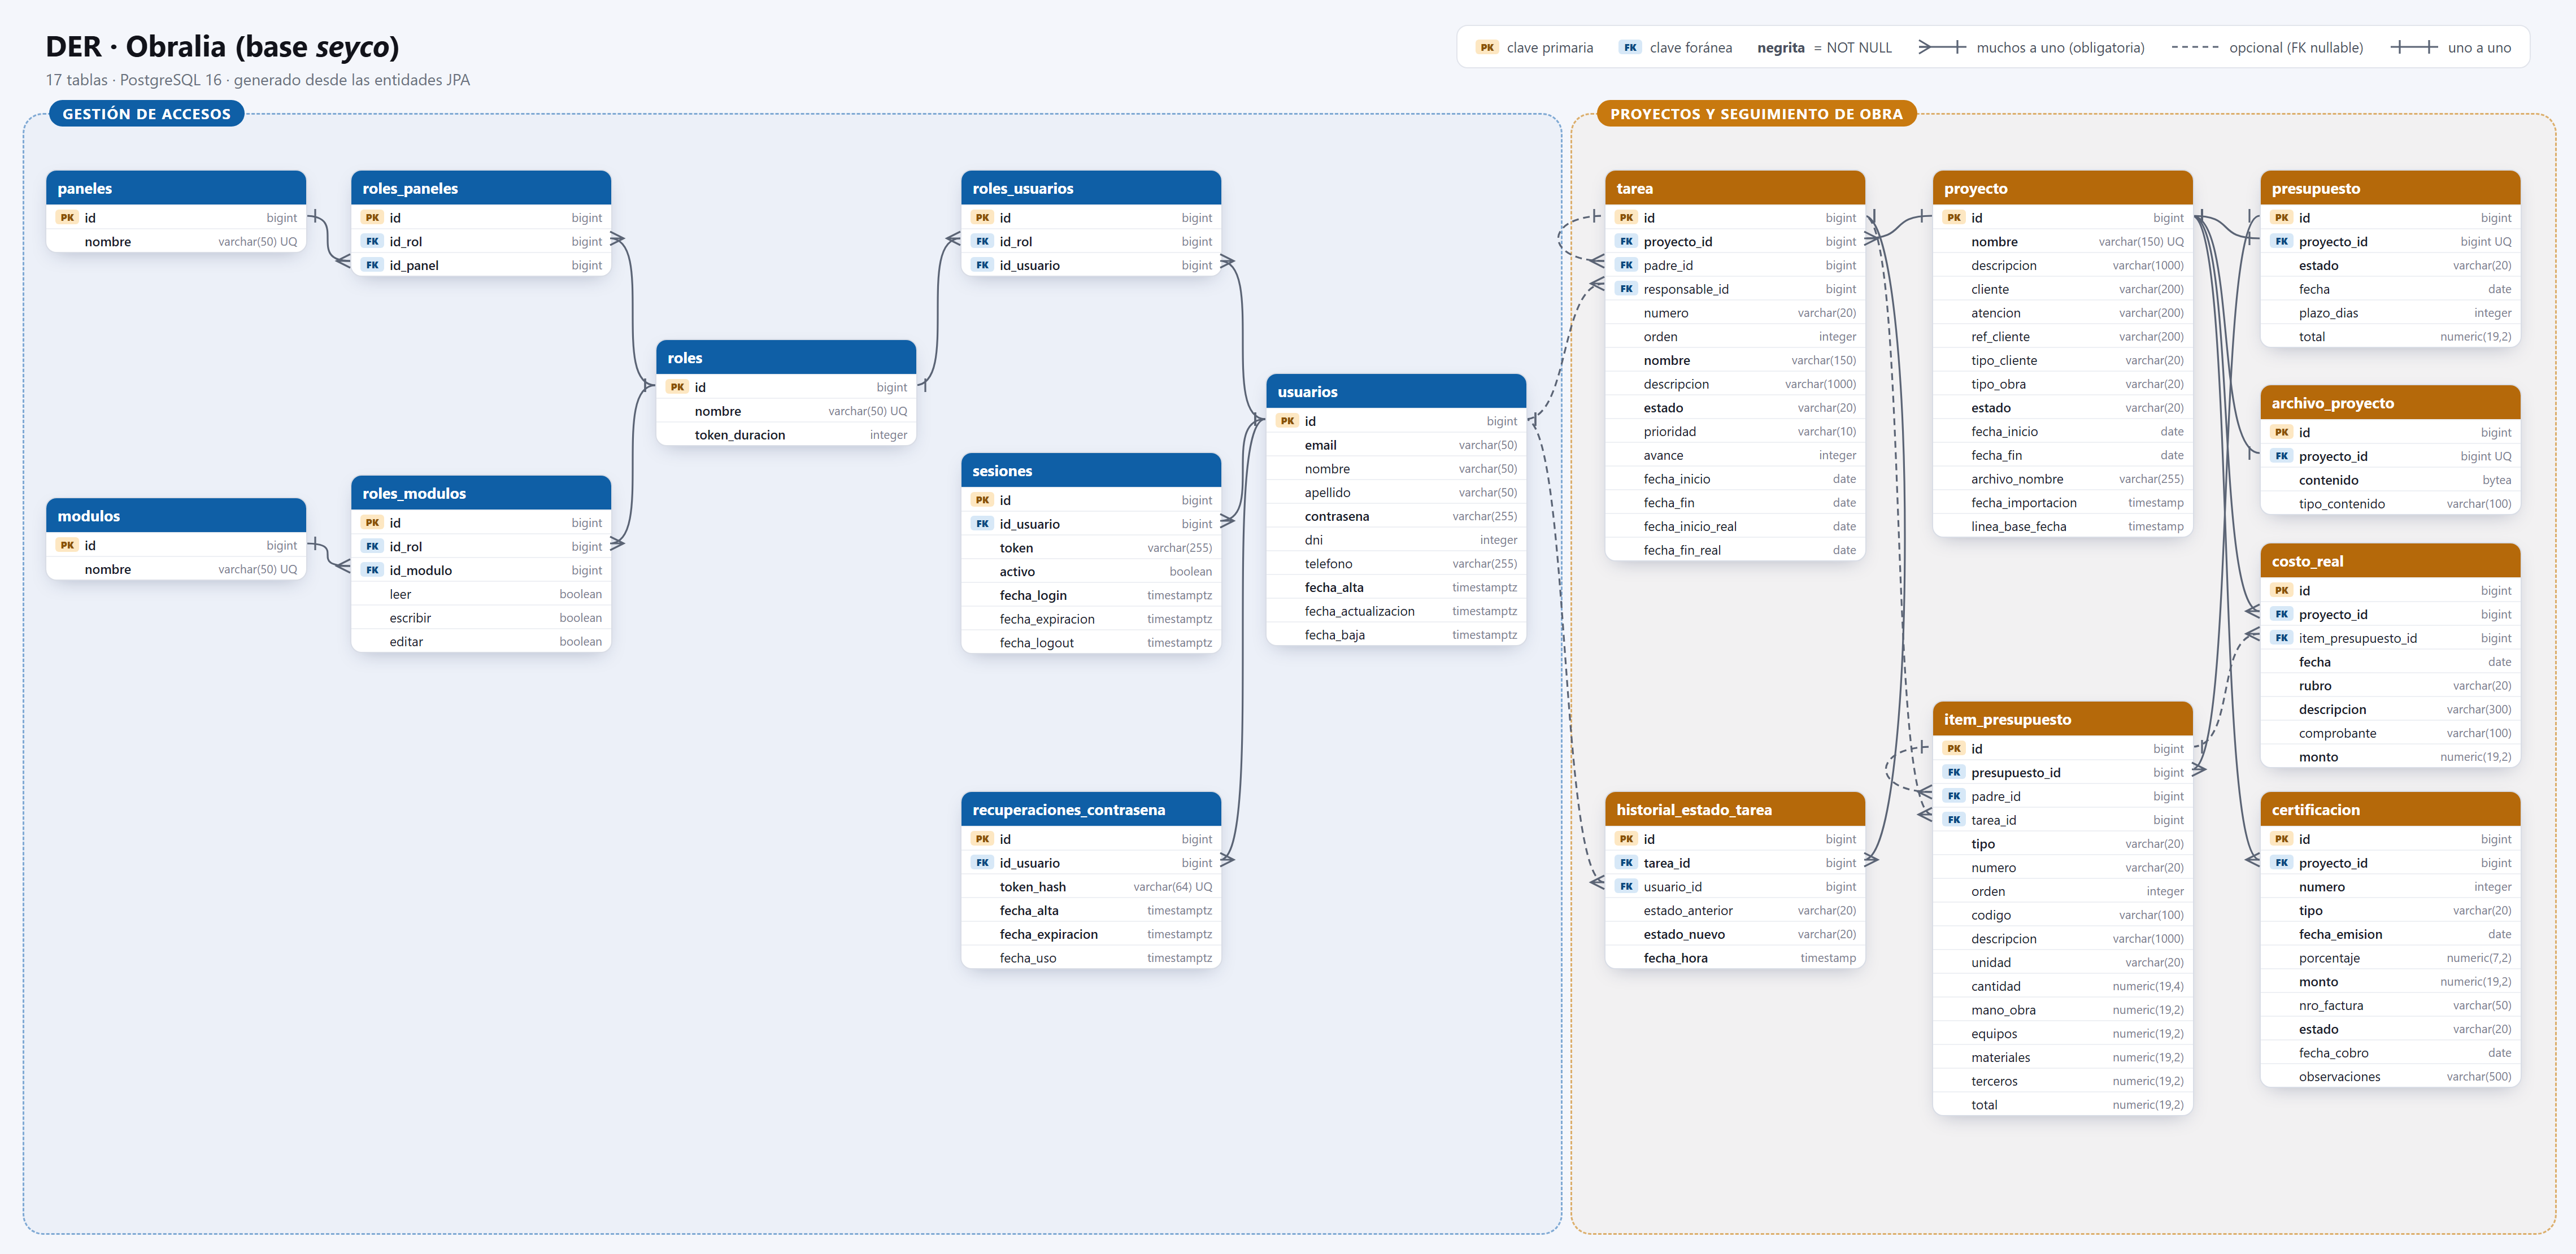 DER · Obralia (base seyco)
17 tablas · PostgreSQL 16 · generado desde las entidades JPA
PK clave primaria FK clave foránea negrita = NOT NULL muchos a uno (obligatoria) opcional (FK nullable) uno a uno
GESTIÓN DE ACCESOS
paneles
PK id bigint
nombre varchar(50) UQ
roles_paneles
PK id bigint
FK id_rol bigint
FK id_panel bigint
roles_usuarios
PK id bigint
FK id_rol bigint
FK id_usuario bigint
roles
PK id bigint
nombre varchar(50) UQ
token_duracion integer
usuarios
PK id bigint
email varchar(50)
nombre varchar(50)
apellido varchar(50)
contrasena varchar(255)
dni integer
telefono varchar(255)
fecha_alta timestamptz
fecha_actualizacion timestamptz
fecha_baja timestamptz
modulos
PK id bigint
nombre varchar(50) UQ
roles_modulos
PK id bigint
FK id_rol bigint
FK id_modulo bigint
leer boolean
escribir boolean
editar boolean
sesiones
PK id bigint
FK id_usuario bigint
token varchar(255)
activo boolean
fecha_login timestamptz
fecha_expiracion timestamptz
fecha_logout timestamptz
recuperaciones_contrasena
PK id bigint
FK id_usuario bigint
token_hash varchar(64) UQ
fecha_alta timestamptz
fecha_expiracion timestamptz
fecha_uso timestamptz
PROYECTOS Y SEGUIMIENTO DE OBRA
tarea
PK id bigint
FK proyecto_id bigint
FK padre_id bigint
FK responsable_id bigint
numero varchar(20)
orden integer
nombre varchar(150)
descripcion varchar(1000)
estado varchar(20)
prioridad varchar(10)
avance integer
fecha_inicio date
fecha_fin date
fecha_inicio_real date
fecha_fin_real date
proyecto
PK id bigint
nombre varchar(150) UQ
descripcion varchar(1000)
cliente varchar(200)
atencion varchar(200)
ref_cliente varchar(200)
tipo_cliente varchar(20)
tipo_obra varchar(20)
estado varchar(20)
fecha_inicio date
fecha_fin date
archivo_nombre varchar(255)
fecha_importacion timestamp
linea_base_fecha timestamp
presupuesto
PK id bigint
FK proyecto_id bigint UQ
estado varchar(20)
fecha date
plazo_dias integer
total numeric(19,2)
archivo_proyecto
PK id bigint
FK proyecto_id bigint UQ
contenido bytea
tipo_contenido varchar(100)
costo_real
PK id bigint
FK proyecto_id bigint
FK item_presupuesto_id bigint
fecha date
rubro varchar(20)
descripcion varchar(300)
comprobante varchar(100)
monto numeric(19,2)
historial_estado_tarea
PK id bigint
FK tarea_id bigint
FK usuario_id bigint
estado_anterior varchar(20)
estado_nuevo varchar(20)
fecha_hora timestamp
item_presupuesto
PK id bigint
FK presupuesto_id bigint
FK padre_id bigint
FK tarea_id bigint
tipo varchar(20)
numero varchar(20)
orden integer
codigo varchar(100)
descripcion varchar(1000)
unidad varchar(20)
cantidad numeric(19,4)
mano_obra numeric(19,2)
equipos numeric(19,2)
materiales numeric(19,2)
terceros numeric(19,2)
total numeric(19,2)
certificacion
PK id bigint
FK proyecto_id bigint
numero integer
tipo varchar(20)
fecha_emision date
porcentaje numeric(7,2)
monto numeric(19,2)
nro_factura varchar(50)
estado varchar(20)
fecha_cobro date
observaciones varchar(500)